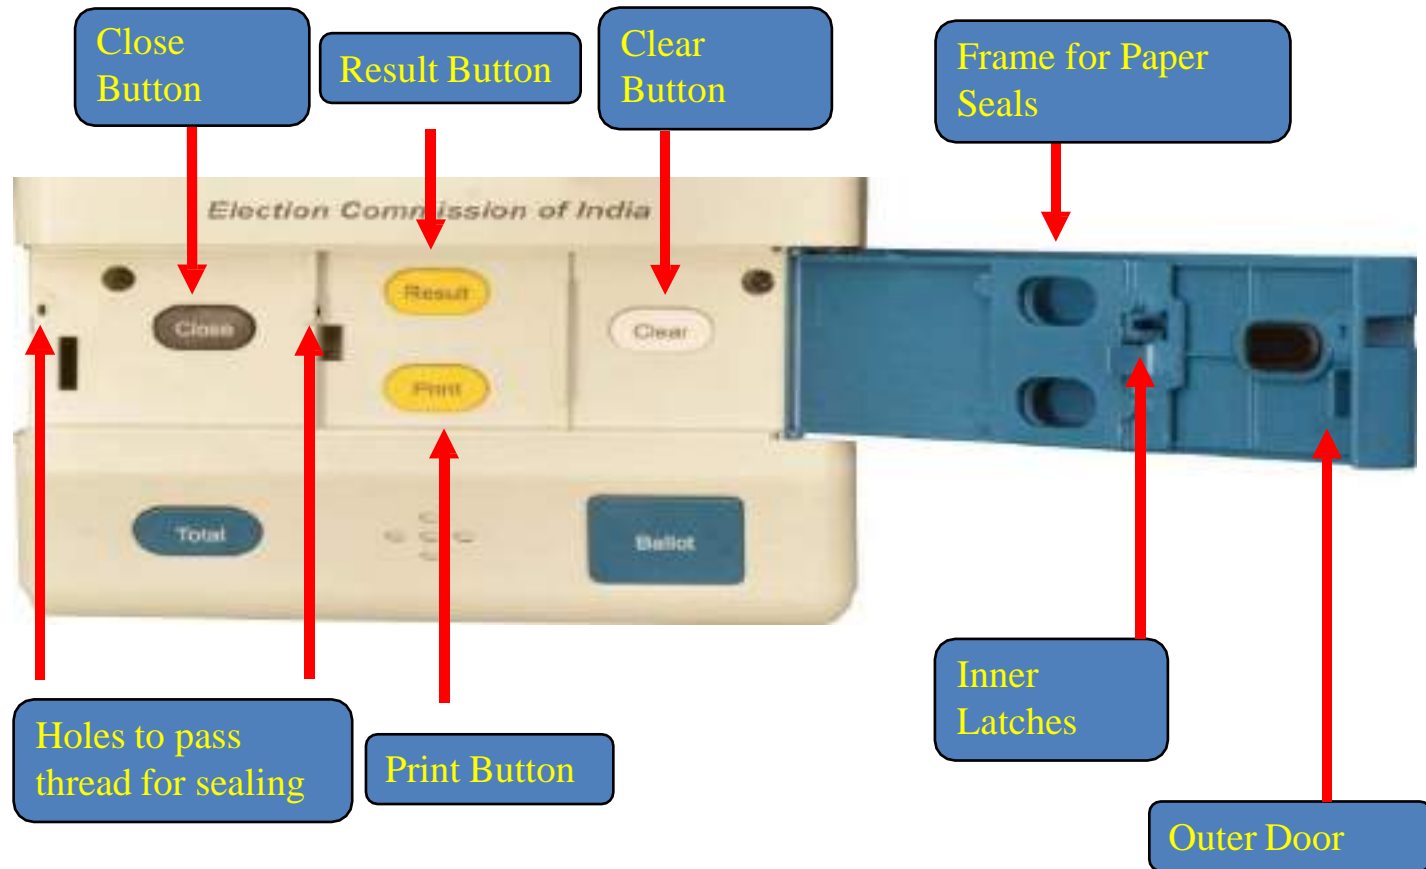 Close
Button
Result Button
Clear
Button
Frame for Paper
Seals
Election Commission of India
Close
Result
Print
Clear
Total
Ballot
Holes to pass
thread for sealing
Print Button
Inner
Latches
Outer Door